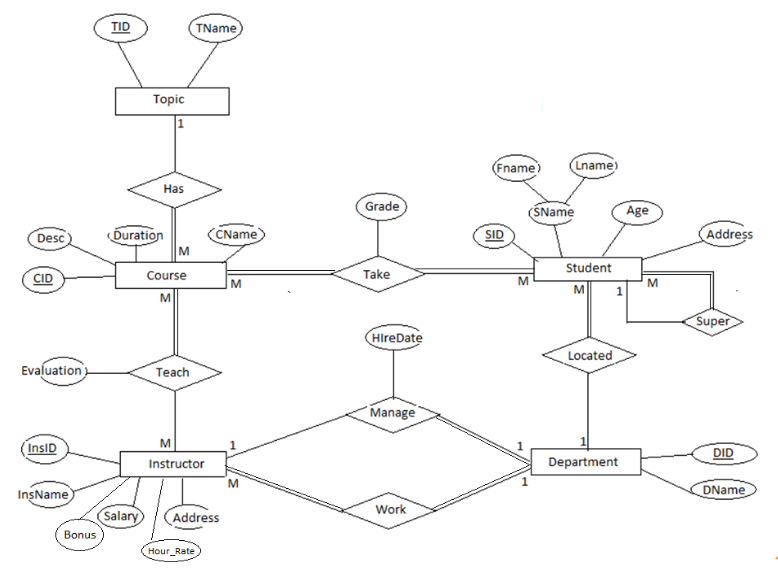 TID
TName
Topic
1
Has
Fname
Lname
Grade
SName
Age
Desc
Duration
CName
SID
Address
M
CID
Course
M
Take
M
Student
M
M
1
M
Super
HIreDate
Located
Evaluation
Teach
Manage
M
1
1
1
InsID
Instructor
Department
DID
M
1
InsName
DName
Salary
Address
Work
Bonus
Hour_Rate